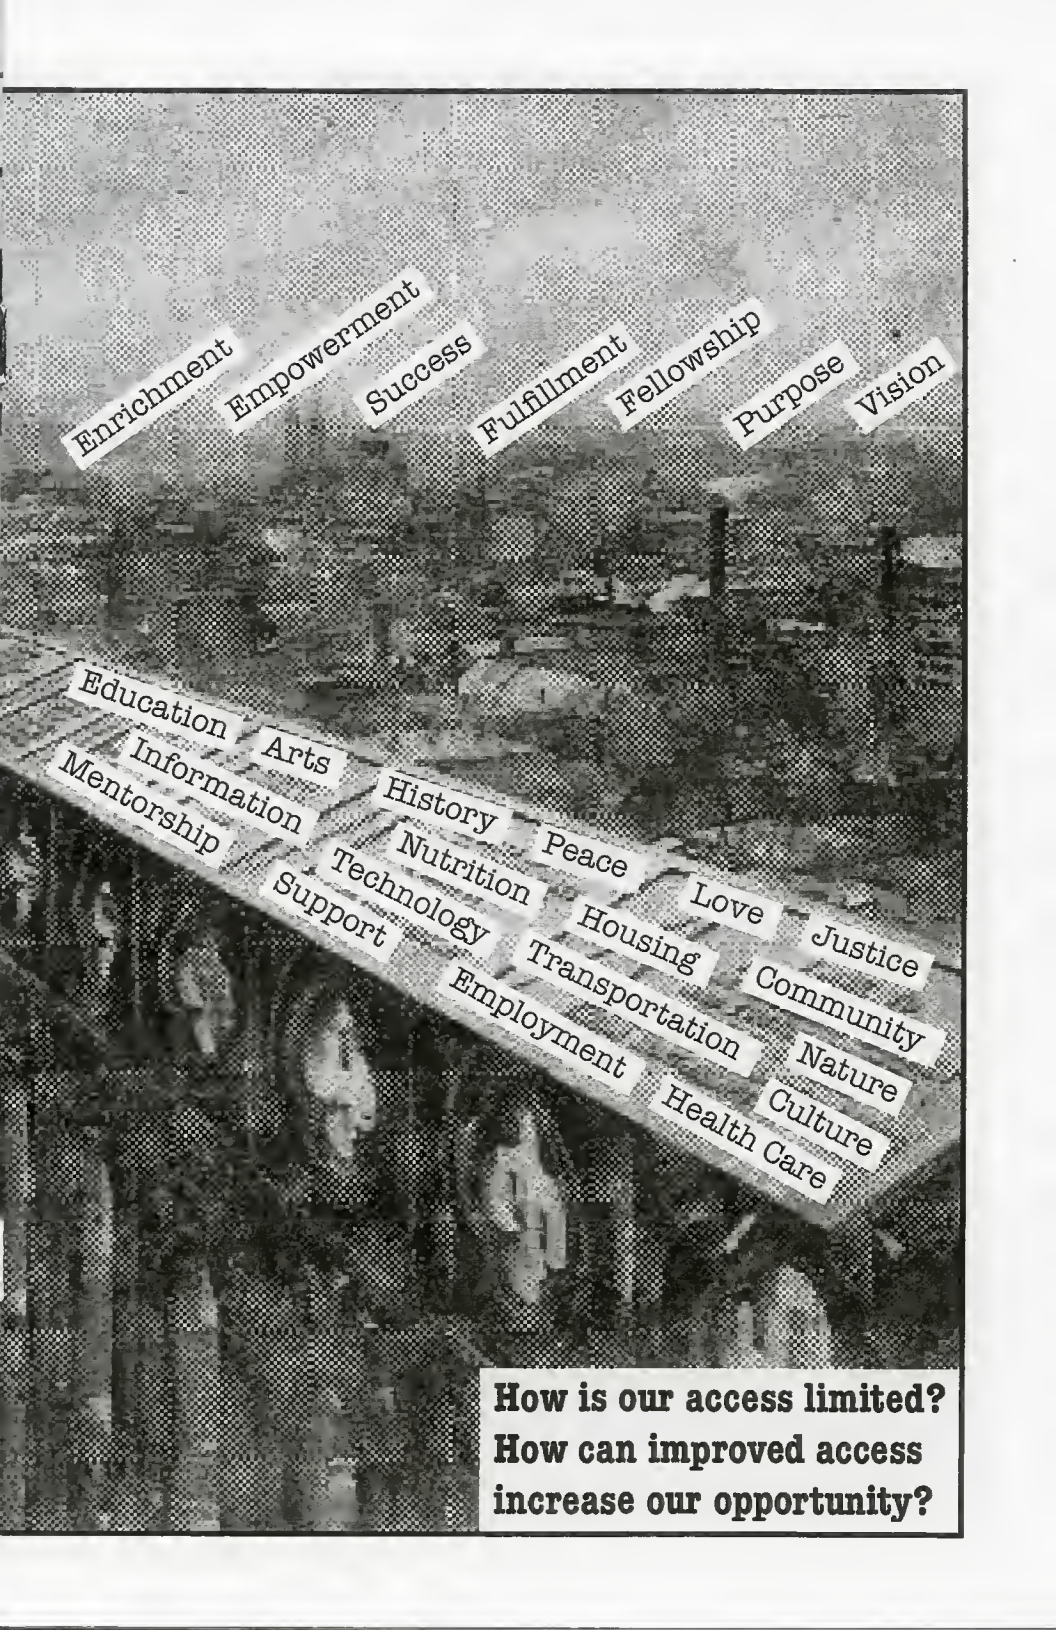 Enrichment
Empowerment
Success
Fulfillment
Fellowship
Purpose
Vision
Education
Arts
History
Peace
Love
Justice
Information
Nutrition
Housing
Community
Mentorship
Technology
Transportation
Nature
Support
Employment
Culture
Health Care
How is our access limited?
How can improved access
increase our opportunity?